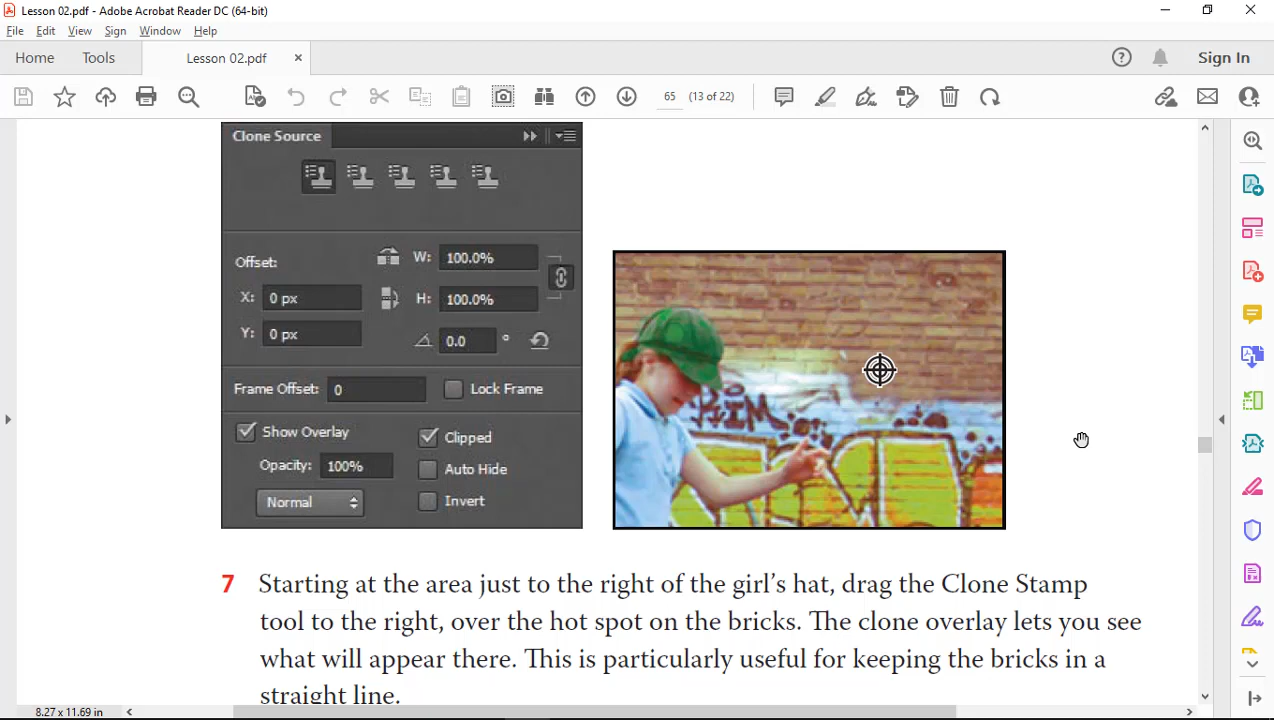 Lesson 02.pdf - Adobe Acrobat Reader DC (64-bit)
File Edit View Sign Window Help
Home Tools Lesson 02.pdf Sign In
65 (13 of 22)
Clone Source
Offset:
W: 100.0%
X: 0 px
H: 100.0%
Y: 0 px
0.0 °
Frame Offset: 0 Lock Frame
Show Overlay Clipped
Opacity: 100% Auto Hide
Normal Invert
7 Starting at the area just to the right of the girl’s hat, drag the Clone Stamp
tool to the right, over the hot spot on the bricks. The clone overlay lets you see
what will appear there. This is particularly useful for keeping the bricks in a
straight line.
8.27 x 11.69 in